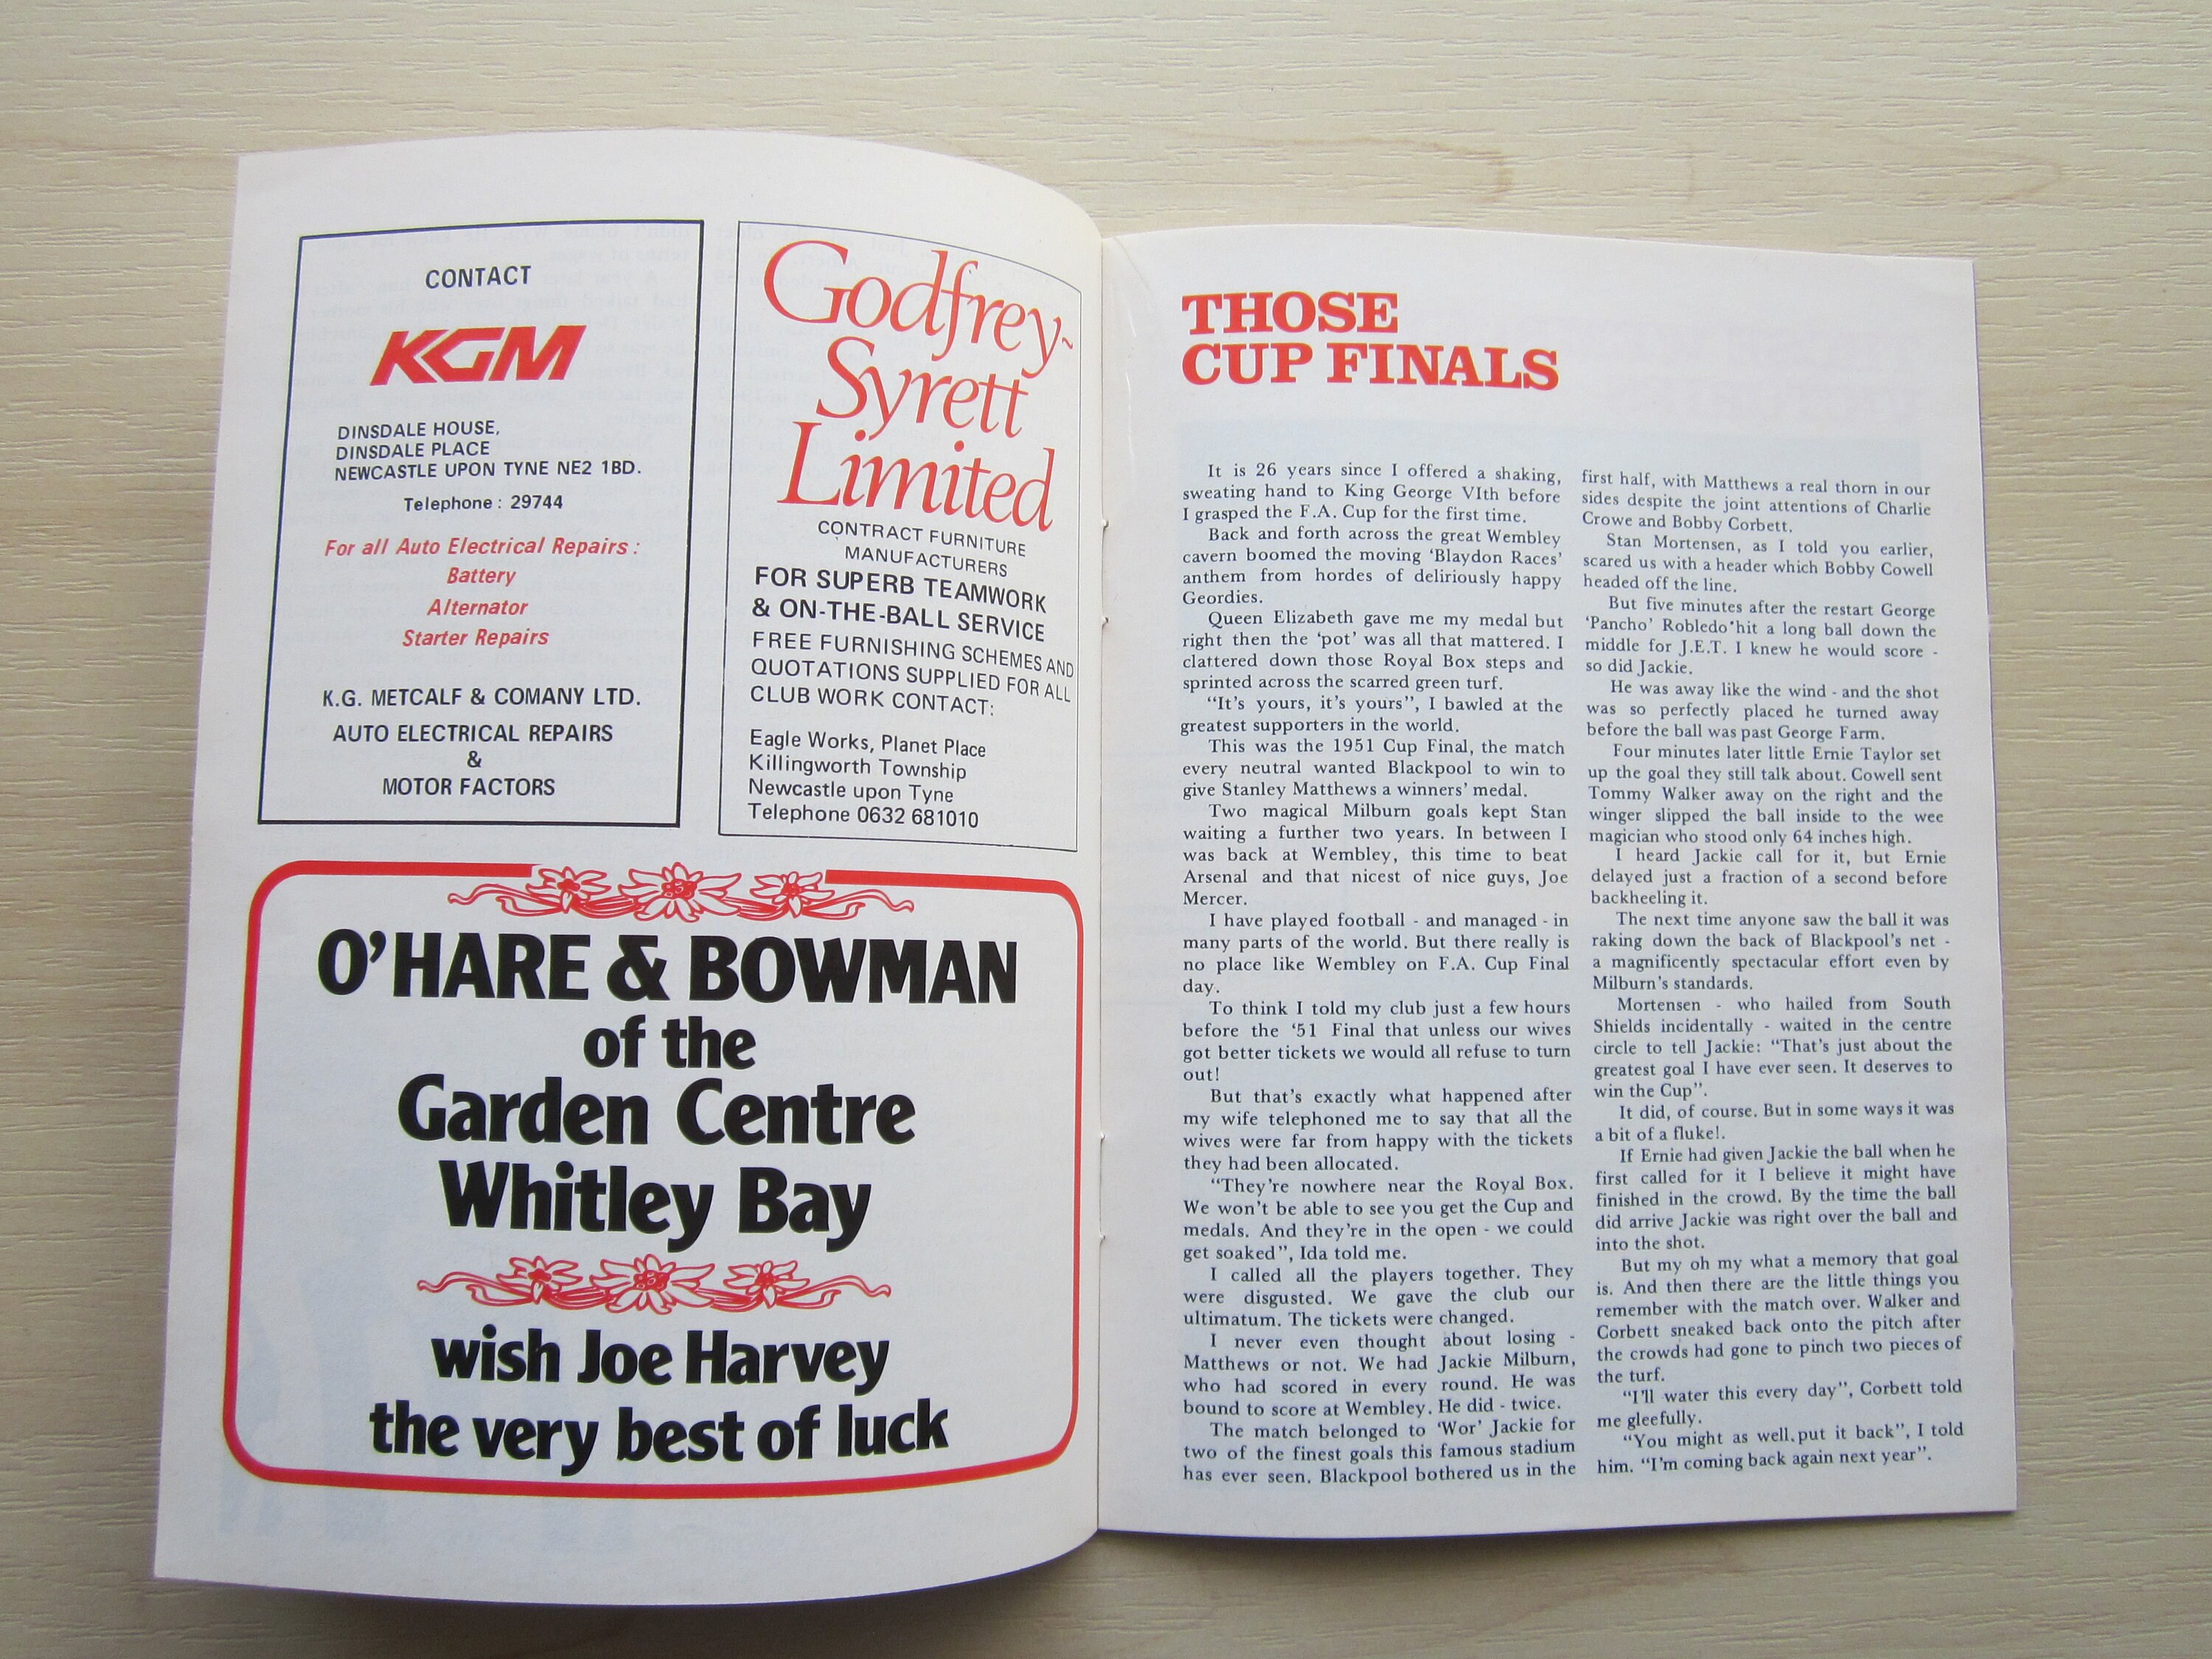 CONTACT
KGM
DINSDALE HOUSE,
DINSDALE PLACE
NEWCASTLE UPON TYNE NE2 1BD.
Telephone: 29744
For all Auto Electrical Repairs:
Battery
Alternator
Starter Repairs
K.G. METCALF & COMANY LTD.
AUTO ELECTRICAL REPAIRS
&
MOTOR FACTORS
Godfrey-
Syrett
Limited
CONTRACT FURNITURE
MANUFACTURERS
FOR SUPERB TEAMWORK
& ON-THE-BALL SERVICE
FREE FURNISHING SCHEMES AND
QUOTATIONS SUPPLIED FOR ALL
CLUB WORK CONTACT:
Eagle Works, Planet Place
Killingworth Township
Newcastle upon Tyne
Telephone 0632 681010
O'HARE & BOWMAN
of the
Garden Centre
Whitley Bay
wish Joe Harvey
the very best of luck
THOSE
CUP FINALS
It is 26 years since I offered a shaking,
sweating hand to King George VIth before
I grasped the F.A. Cup for the first time.
Back and forth across the great Wembley
cavern boomed the moving 'Blaydon Races'
anthem from hordes of deliriously happy
Geordies.
Queen Elizabeth gave me my medal but
right then the 'pot' was all that mattered. I
clattered down those Royal Box steps and
sprinted across the scarred green turf.
"It's yours, it's yours", I bawled at the
greatest supporters in the world.
This was the 1951 Cup Final, the match
every neutral wanted Blackpool to win to
give Stanley Matthews a winners' medal.
Two magical Milburn goals kept Stan
waiting a further two years. In between I
was back at Wembley, this time to beat
Arsenal and that nicest of nice guys, Joe
Mercer.
I have played football - and managed - in
many parts of the world. But there really is
no place like Wembley on F.A. Cup Final
day.
To think I told my club just a few hours
before the '51 Final that unless our wives
got better tickets we would all refuse to turn
out!
But that's exactly what happened after
my wife telephoned me to say that all the
wives were far from happy with the tickets
they had been allocated.
"They're nowhere near the Royal Box.
We won't be able to see you get the Cup and
medals. And they're in the open - we could
get soaked", Ida told me.
I called all the players together. They
were disgusted. We gave the club our
ultimatum. The tickets were changed.
I never even thought about losing -
Matthews or not. We had Jackie Milburn,
who had scored in every round. He was
bound to score at Wembley. He did - twice.
The match belonged to 'Wor' Jackie for
two of the finest goals this famous stadium
has ever seen. Blackpool bothered us in the
first half, with Matthews a real thorn in our
sides despite the joint attentions of Charlie
Crowe and Bobby Corbett.
Stan Mortensen, as I told you earlier,
scared us with a header which Bobby Cowell
headed off the line.
But five minutes after the restart George
'Pancho' Robledo hit a long ball down the
middle for J.E.T. I knew he would score -
so did Jackie.
He was away like the wind - and the shot
was so perfectly placed he turned away
before the ball was past George Farm.
Four minutes later little Ernie Taylor set
up the goal they still talk about. Cowell sent
Tommy Walker away on the right and the
winger slipped the ball inside to the wee
magician who stood only 64 inches high.
I heard Jackie call for it, but Ernie
delayed just a fraction of a second before
backheeling it.
The next time anyone saw the ball it was
raking down the back of Blackpool's net -
a magnificently spectacular effort even by
Milburn's standards.
Mortensen - who hailed from South
Shields incidentally - waited in the centre
circle to tell Jackie: "That's just about the
greatest goal I have ever seen. It deserves to
win the Cup".
It did, of course. But in some ways it was
a bit of a fluke!.
If Ernie had given Jackie the ball when he
first called for it I believe it might have
finished in the crowd. By the time the ball
did arrive Jackie was right over the ball and
into the shot.
But my oh my what a memory that goal
is. And then there are the little things you
remember with the match over. Walker and
Corbett sneaked back onto the pitch after
the crowds had gone to pinch two pieces of
the turf.
"I'll water this every day", Corbett told
me gleefully.
"You might as well put it back", I told
him. "I'm coming back again next year".